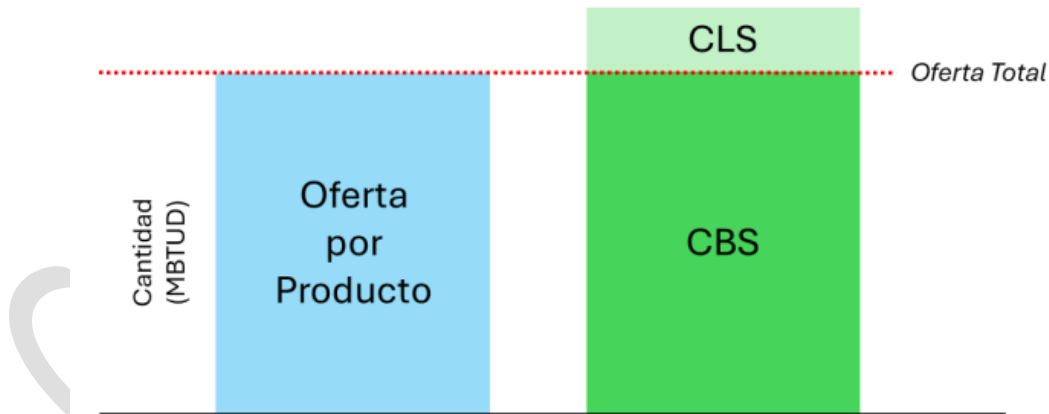 CLS
Oferta Total
Cantidad
(MBTUD)
Oferta
por
Producto
CBS